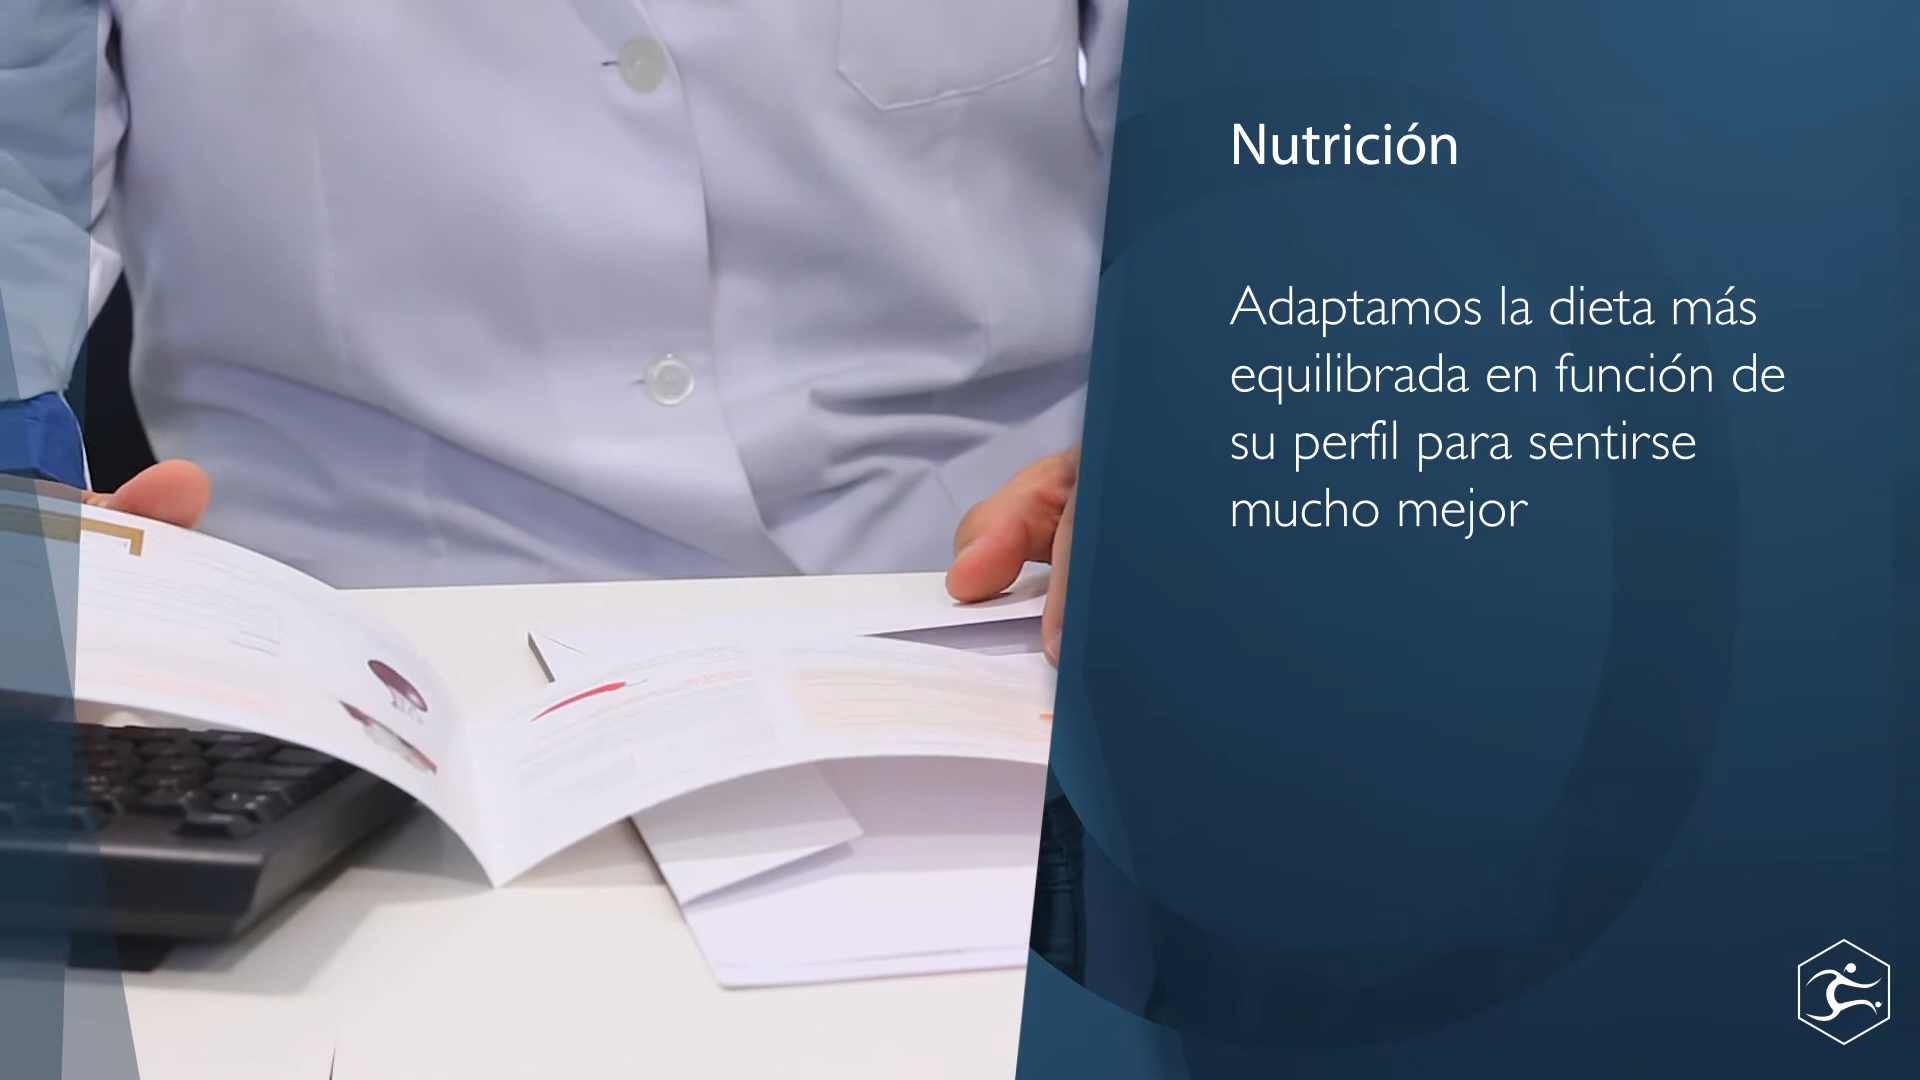 Nutrición
Adaptamos la dieta más
equilibrada en función de
su perfil para sentirse
mucho mejor